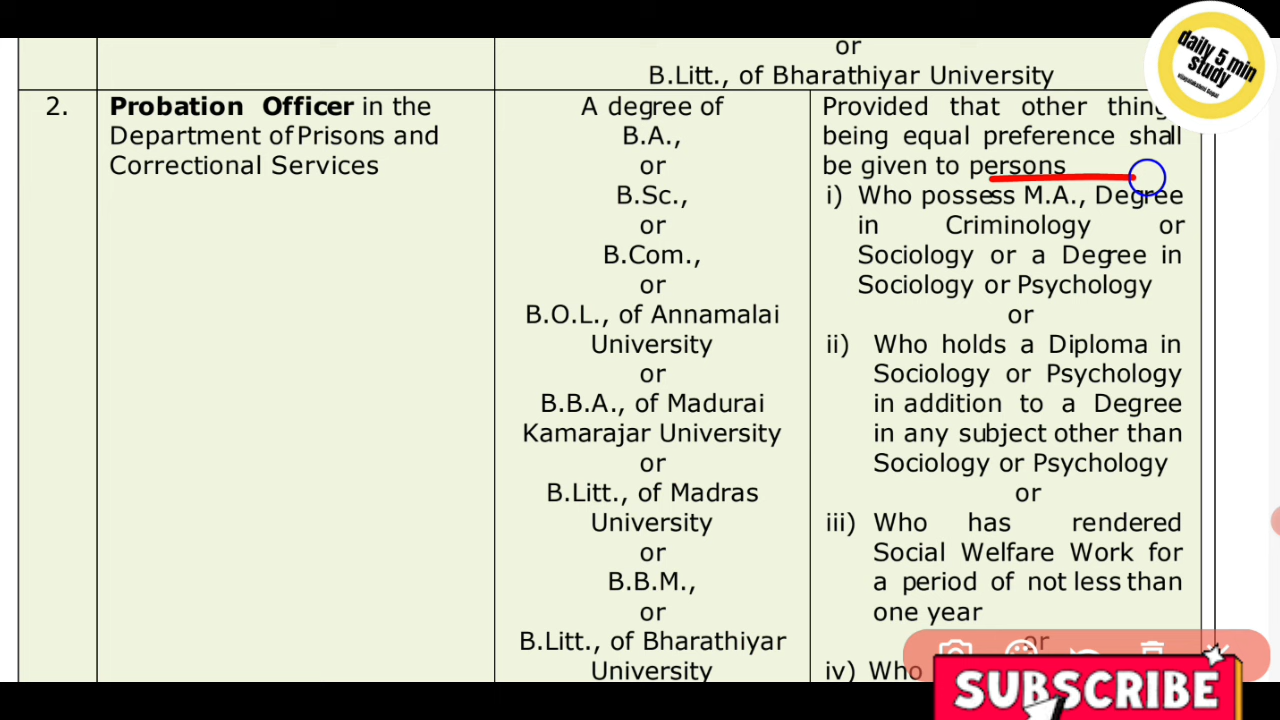 or
B.Litt., of Bharathiyar University
2.
Probation Officer in the
Department of Prisons and
Correctional Services
A degree of
B.A.,
or
B.Sc.,
or
B.Com.,
or
B.O.L., of Annamalai
University
or
B.B.A., of Madurai
Kamarajar University
or
B.Litt., of Madras
University
or
B.B.M.,
or
B.Litt., of Bharathiyar
University
Provided that other thing
being equal preference shall
be given to persons
i) Who possess M.A., Degree
in Criminology or
Sociology or a Degree in
Sociology or Psychology
or
ii) Who holds a Diploma in
Sociology or Psychology
in addition to a Degree
in any subject other than
Sociology or Psychology
or
iii) Who has rendered
Social Welfare Work for
a period of not less than
one year
or
iv) Who
daily 5 min
study
SUBSCRIBE